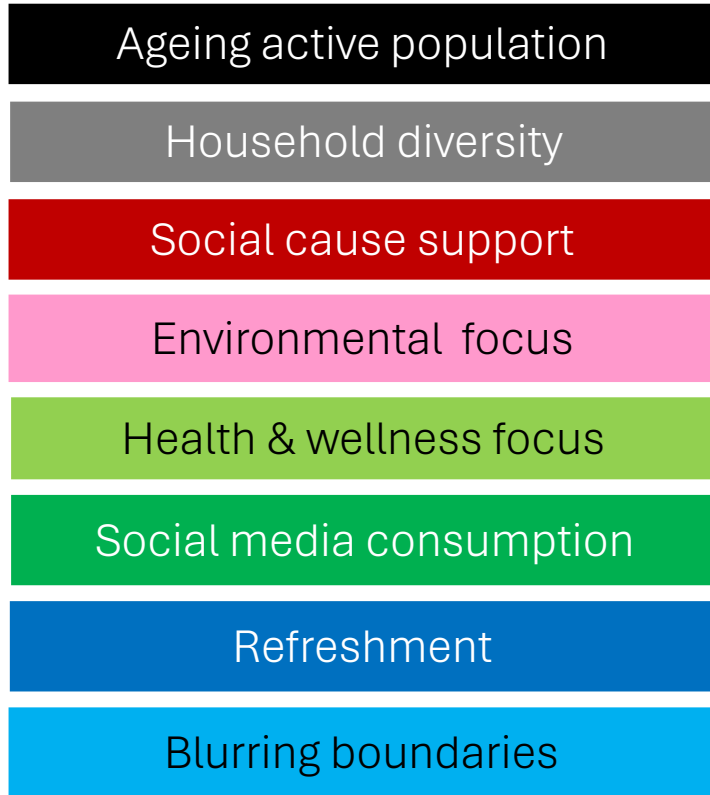 Ageing active population
Household diversity
Social cause support
Environmental focus
Health & wellness focus
Social media consumption
Refreshment
Blurring boundaries